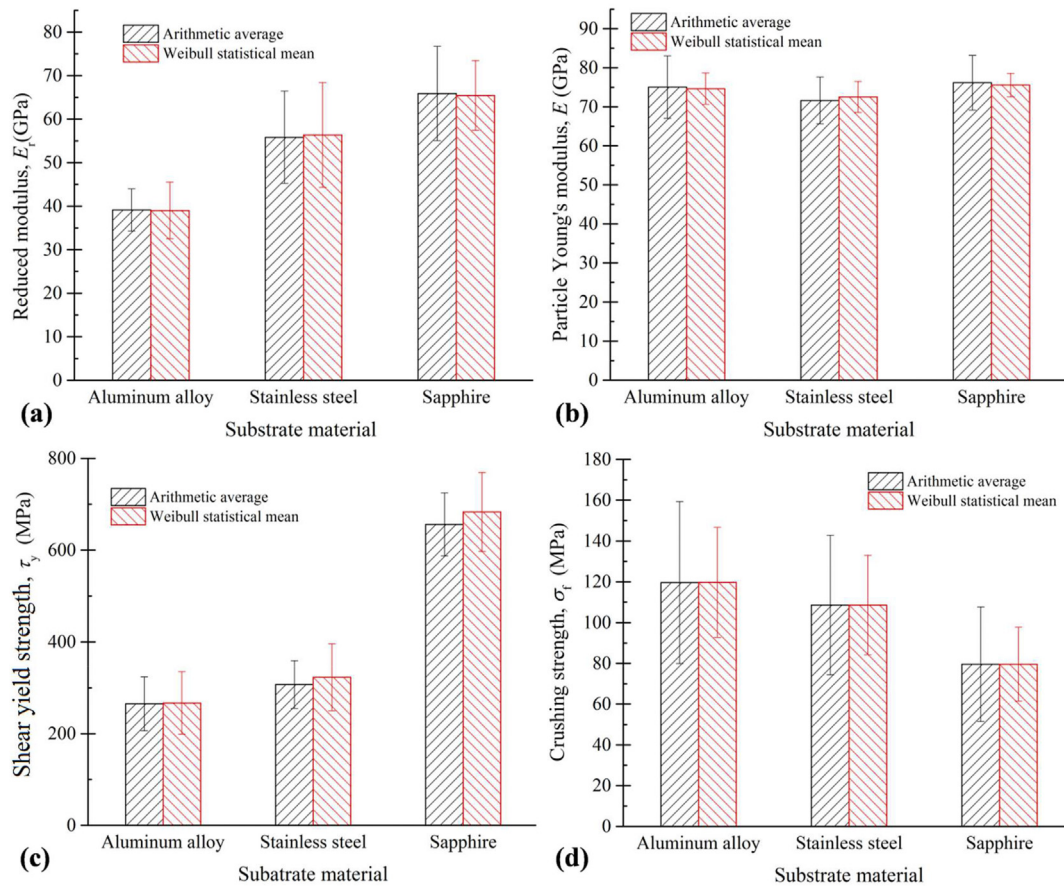 Arithmetic average
Weibull statistical mean
Reduced modulus, Er(GPa)
80
70
60
50
40
30
20
10
0
Aluminum alloy Stainless steel Sapphire
(a)
Substrate material
Arithmetic average
Weibull statistical mean
Particle Young's modulus, E (GPa)
90
80
70
60
50
40
30
20
10
0
Aluminum alloy Stainless steel Sapphire
(b)
Substrate material
Arithmetic average
Weibull statistical mean
Shear yield strength, τy (MPa)
800
600
400
200
0
Aluminum alloy Stainless steel Sapphire
(c)
Subatrate material
Arithmetic average
Weibull statistical mean
Crushing strength, σf (MPa)
180
160
140
120
100
80
60
40
20
0
Aluminum alloy Stainless steel Sapphire
(d)
Substrate material